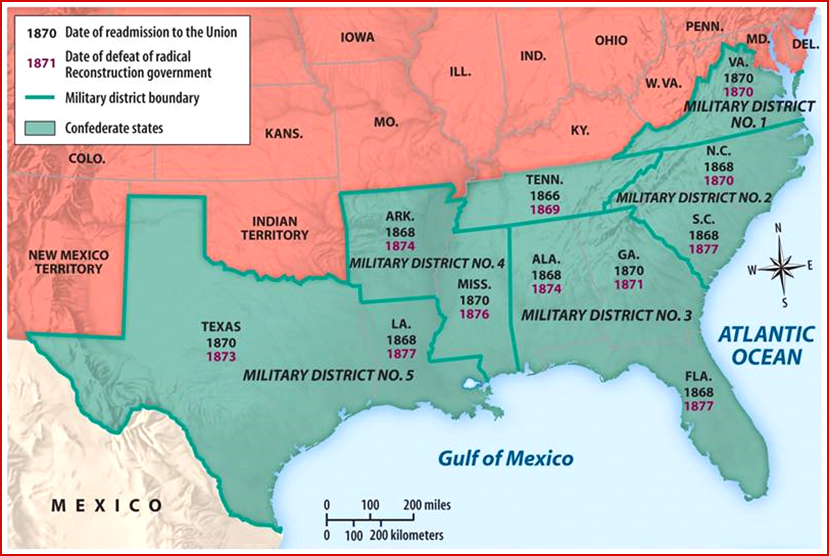 1870 Date of readmission to the Union
1871 Date of defeat of radical
Reconstruction government
Military district boundary
Confederate states
IOWA
ILL.
IND.
OHIO
PENN.
MD.
DEL.
W.VA.
KANS.
MO.
KY.
COLO.
INDIAN
TERRITORY
NEW MEXICO
TERRITORY
VA.
1870
1870
MILITARY DISTRICT
NO. 1
N.C.
1868
1870
MILITARY DISTRICT NO. 2
S.C.
1868
1877
TENN.
1866
1869
ARK.
1868
1874
MILITARY DISTRICT NO. 4
MISS.
1870
1876
ALA.
1868
1874
GA.
1870
1871
MILITARY DISTRICT NO. 3
TEXAS
1870
1873
LA.
1868
1877
MILITARY DISTRICT NO. 5
FLA.
1868
1877
N
W
E
S
ATLANTIC
OCEAN
Gulf of Mexico
MEXICO
0 100 200 miles
0 100 200 kilometers